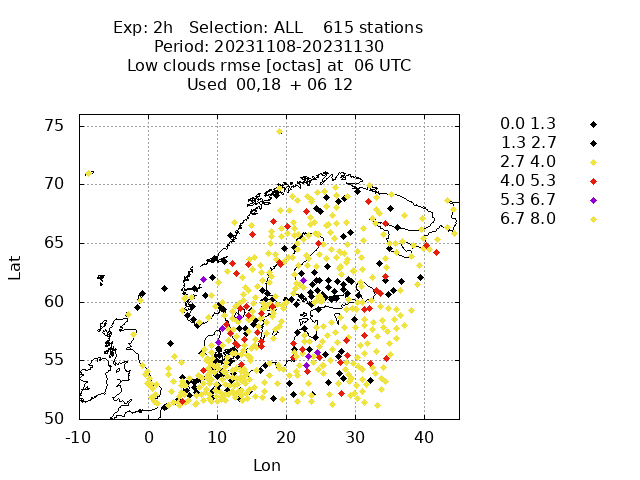 Exp: 2h   Selection: ALL    615 stations
Period: 20231108-20231130
Low clouds rmse [octas] at  06 UTC
Used  00,18  + 06 12
75
70
65
60
55
50
Lat
-10 0 10 20 30 40
Lon
0.0 1.3
1.3 2.7
2.7 4.0
4.0 5.3
5.3 6.7
6.7 8.0